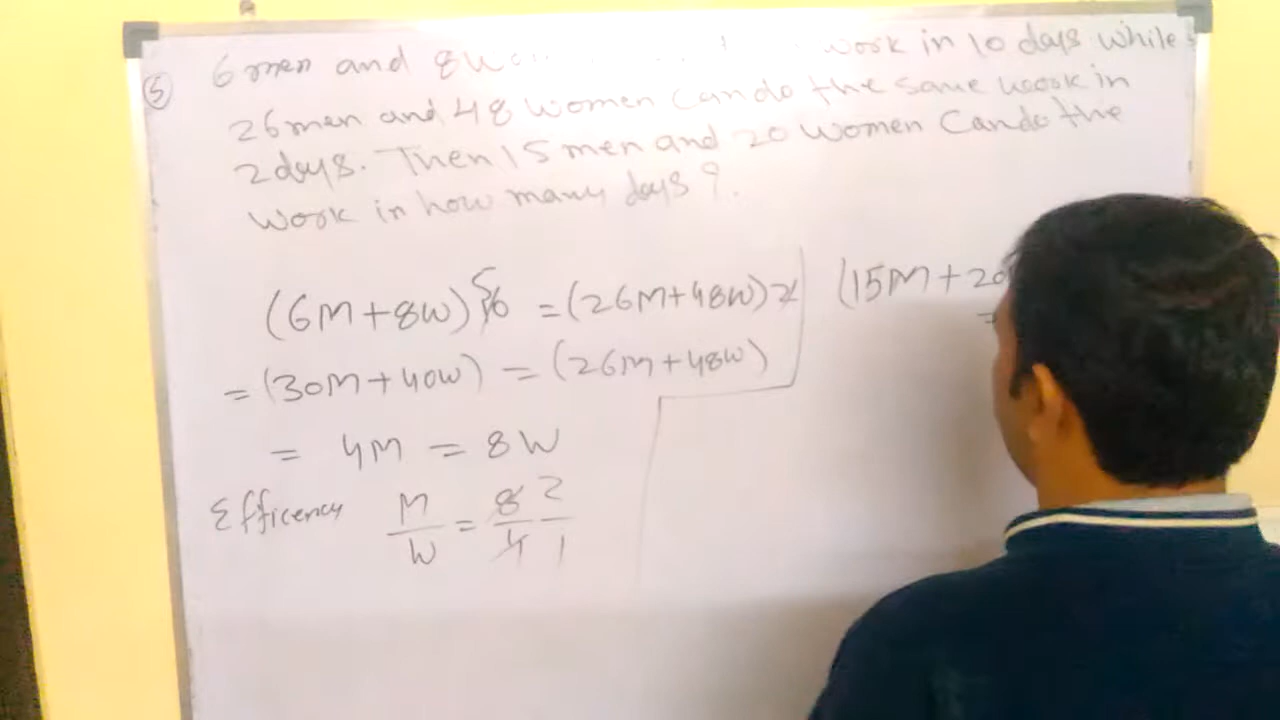 ⑤ 6 men and 8 wo work in 10 days while
26 men and 48 women can do the same work in
2 days. Then 15 men and 20 women can do the
work in how many days ?.
(6M+8W) 10 5 = (26M+48W) 2
(15M+20
=
= (30M+40W) = (26M+48W)
= 4M = 8W
Efficency M/W = 8/4 2/1